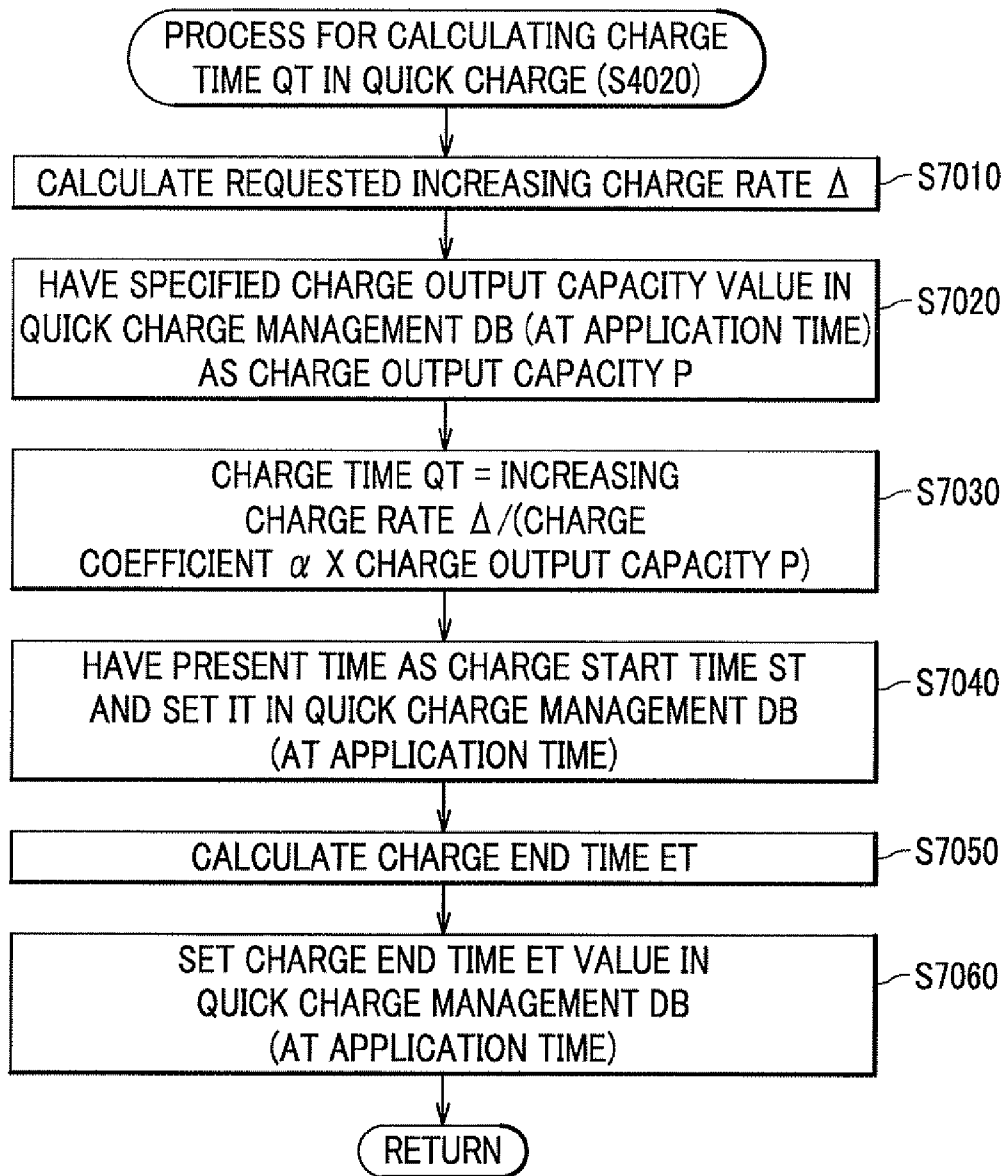 PROCESS FOR CALCULATING CHARGE
TIME QT IN QUICK CHARGE (S4020)
CALCULATE REQUESTED INCREASING CHARGE RATE Δ
S7010
HAVE SPECIFIED CHARGE OUTPUT CAPACITY VALUE IN
QUICK CHARGE MANAGEMENT DB (AT APPLICATION TIME)
AS CHARGE OUTPUT CAPACITY P
S7020
CHARGE TIME QT = INCREASING
CHARGE RATE Δ/(CHARGE
COEFFICIENT α X CHARGE OUTPUT CAPACITY P)
S7030
HAVE PRESENT TIME AS CHARGE START TIME ST
AND SET IT IN QUICK CHARGE MANAGEMENT DB
(AT APPLICATION TIME)
S7040
CALCULATE CHARGE END TIME ET
S7050
SET CHARGE END TIME ET VALUE IN
QUICK CHARGE MANAGEMENT DB
(AT APPLICATION TIME)
S7060
RETURN